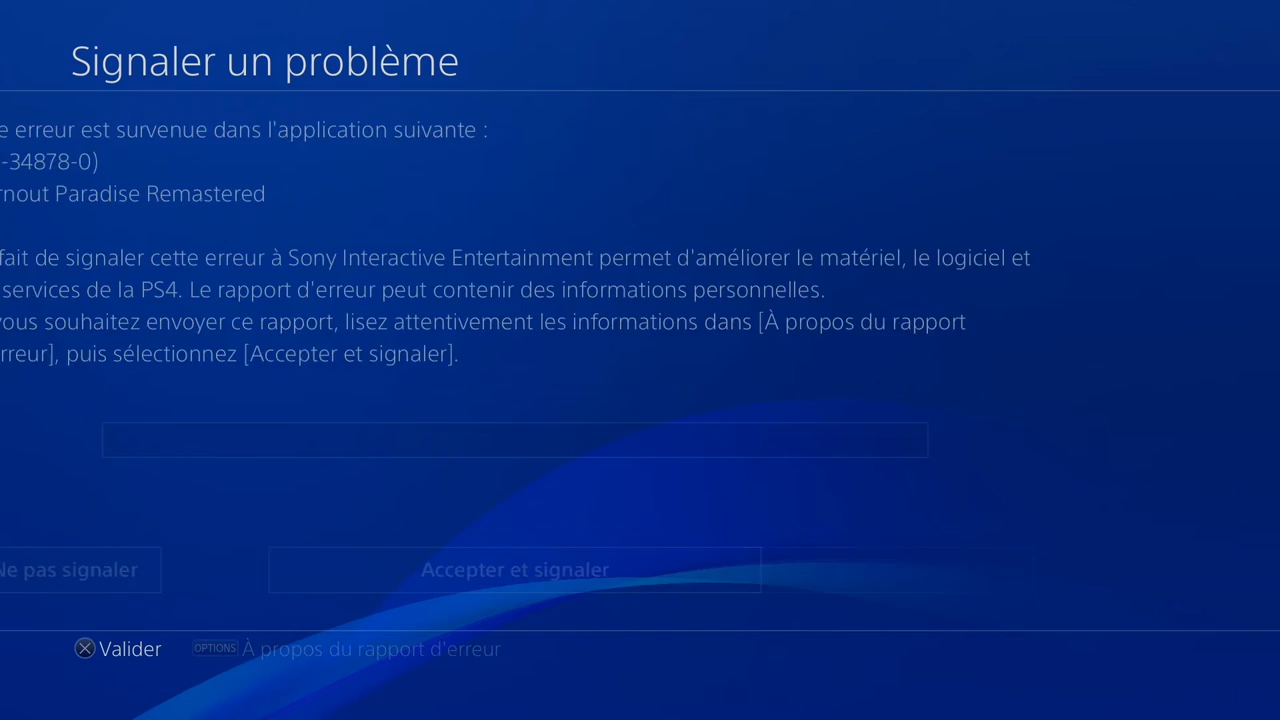 Signaler un problème
e erreur est survenue dans l'application suivante :
-34878-0)
rnout Paradise Remastered
fait de signaler cette erreur à Sony Interactive Entertainment permet d'améliorer le matériel, le logiciel et
services de la PS4. Le rapport d'erreur peut contenir des informations personnelles.
vous souhaitez envoyer ce rapport, lisez attentivement les informations dans [À propos du rapport
rreur], puis sélectionnez [Accepter et signaler].
Ne pas signaler Accepter et signaler
Valider OPTIONS À propos du rapport d'erreur